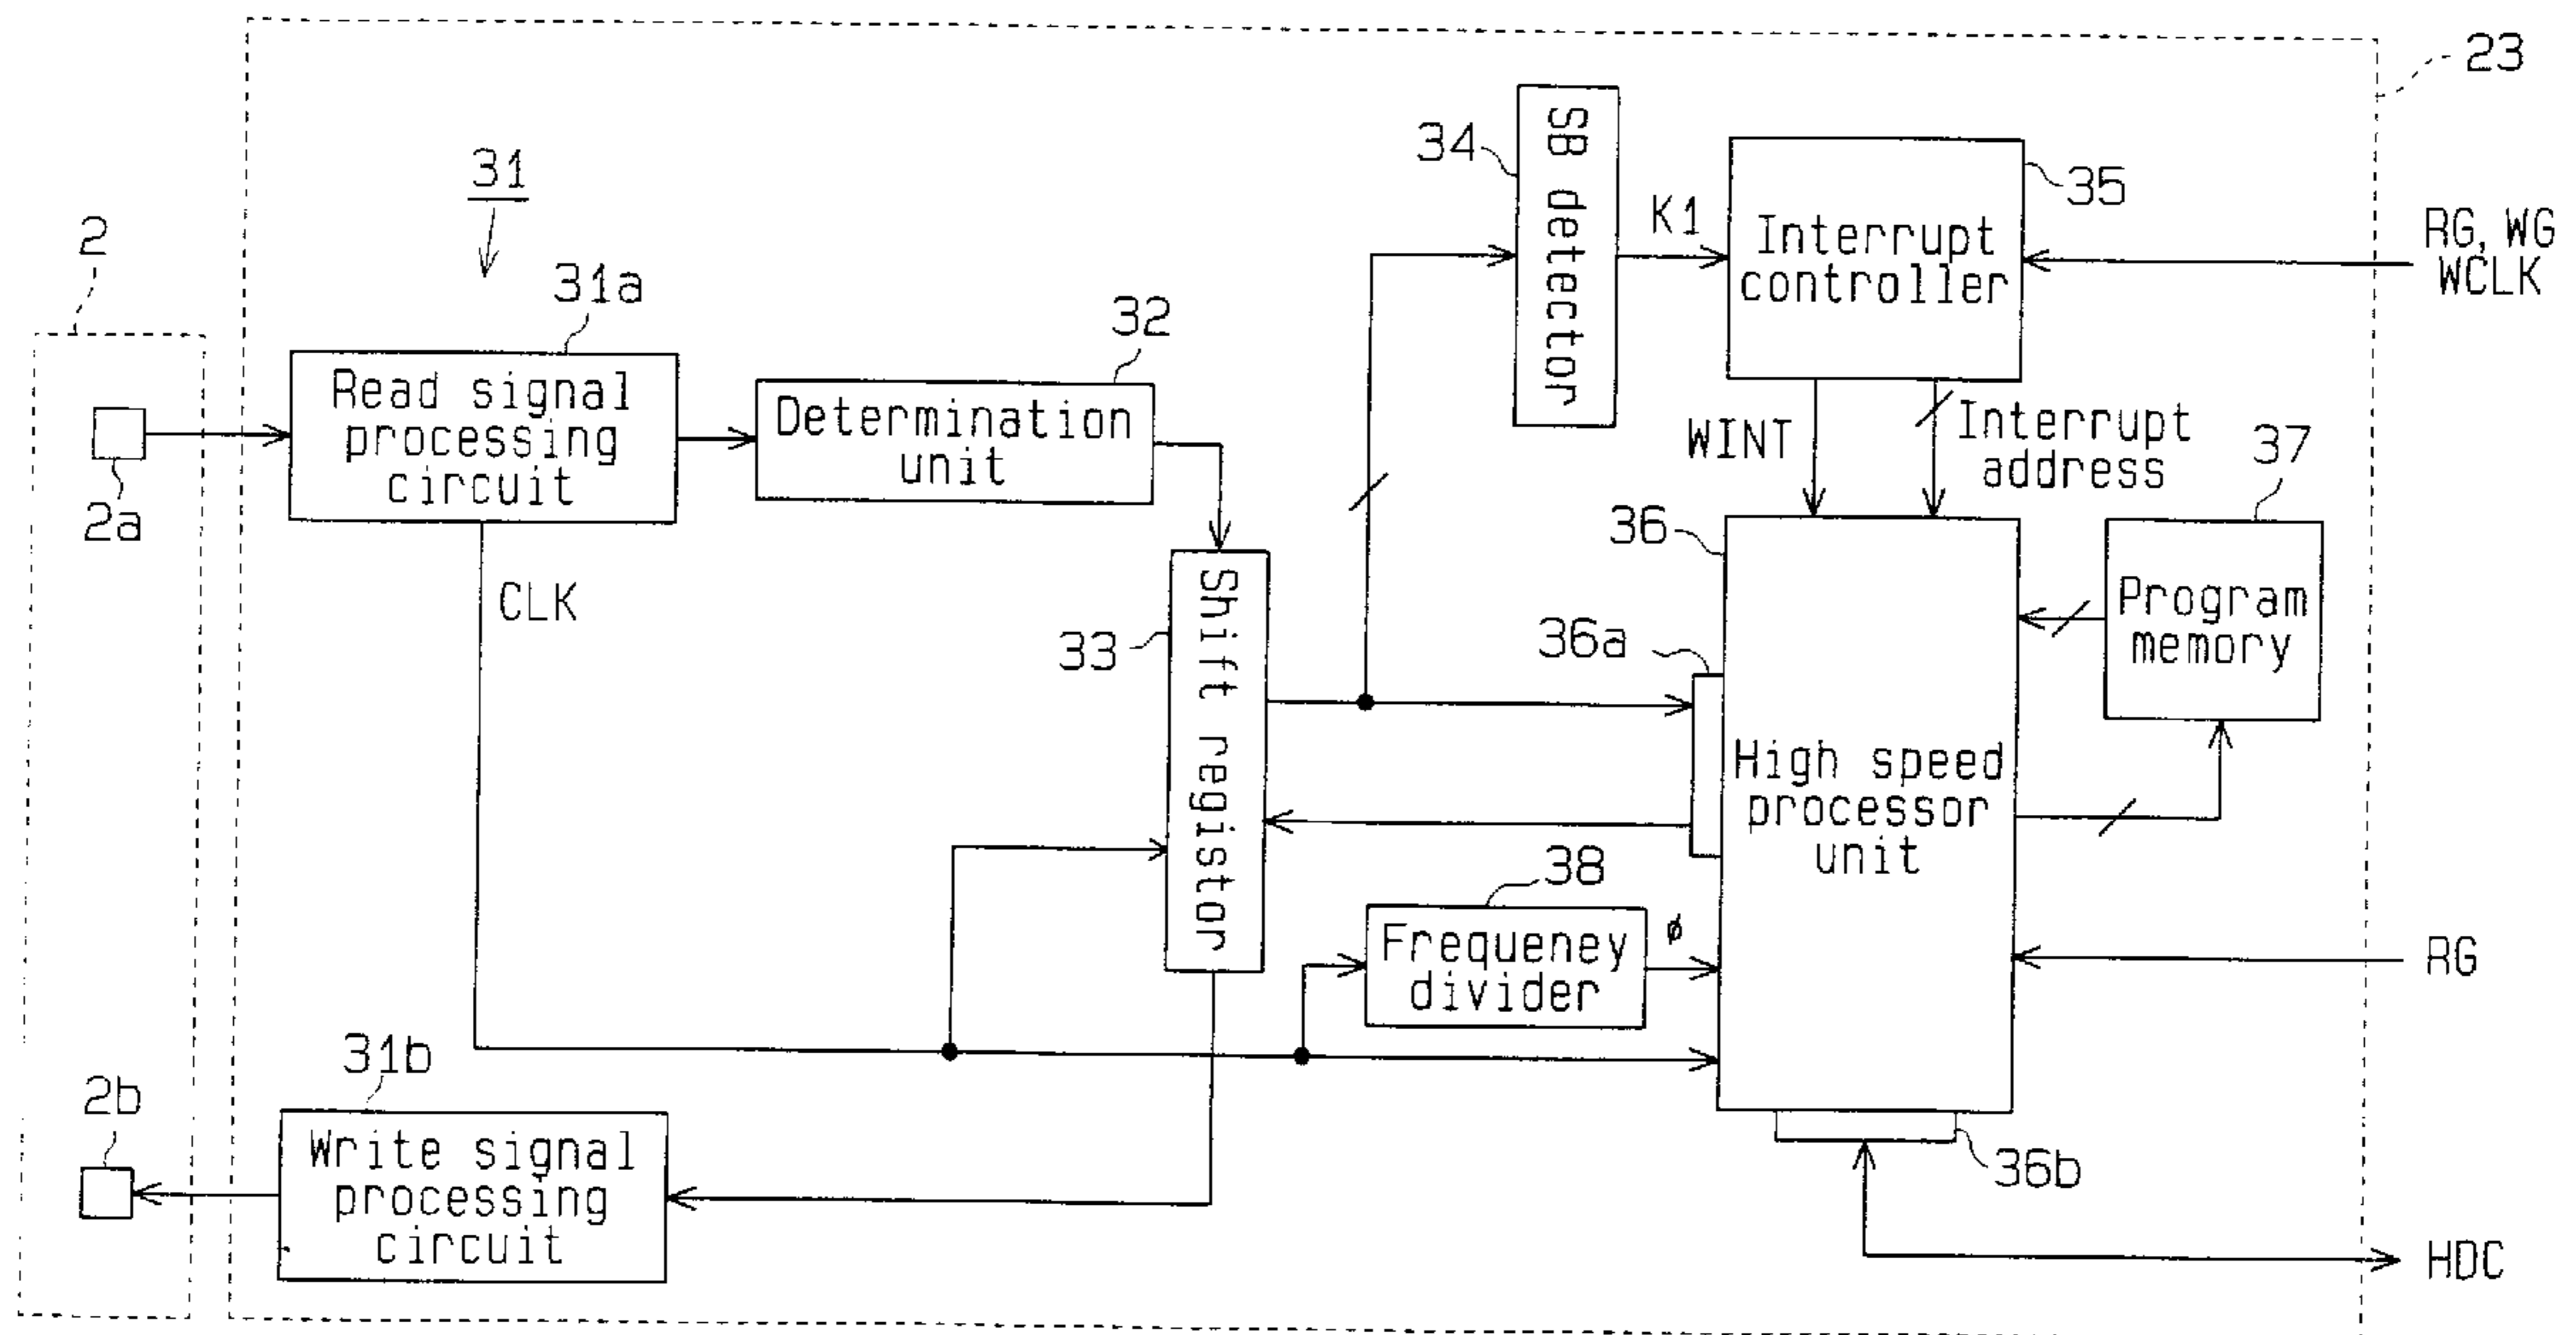 23
34
SB detector
K1
35
Interrupt
controller
RG, WG
WCLK
31
2
31a
Read signal
processing
circuit
32
Determination
unit
2a
WINT
Interrupt
address
37
36
Program
memory
CLK
33
Shift registor
36a
High speed
processor
unit
38
Frequeney
divider
ø
RG
31b
2b
Write signal
processing
circuit
36b
HDC